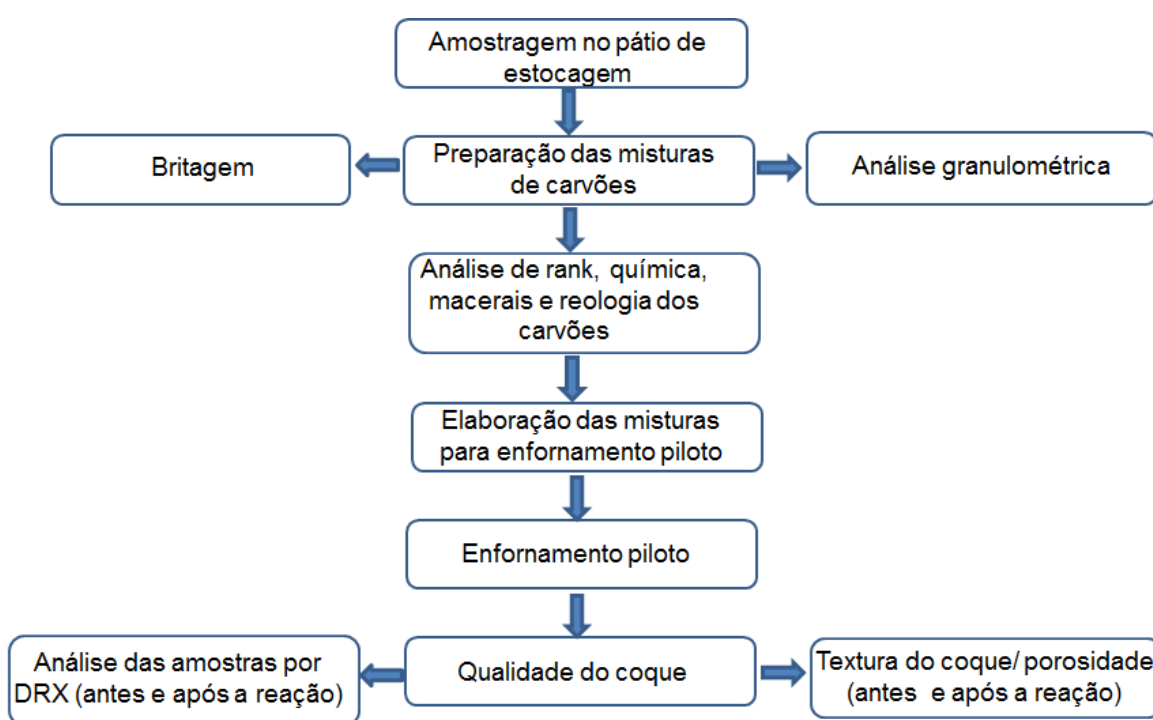 Amostragem no pátio de
estocagem
Britagem
Preparação das misturas
de carvões
Análise granulométrica
Análise de rank, química,
macerais e reologia dos
carvões
Elaboração das misturas
para enfornamento piloto
Enfornamento piloto
Análise das amostras por
DRX (antes e após a reação)
Qualidade do coque
Textura do coque/ porosidade
(antes e após a reação)